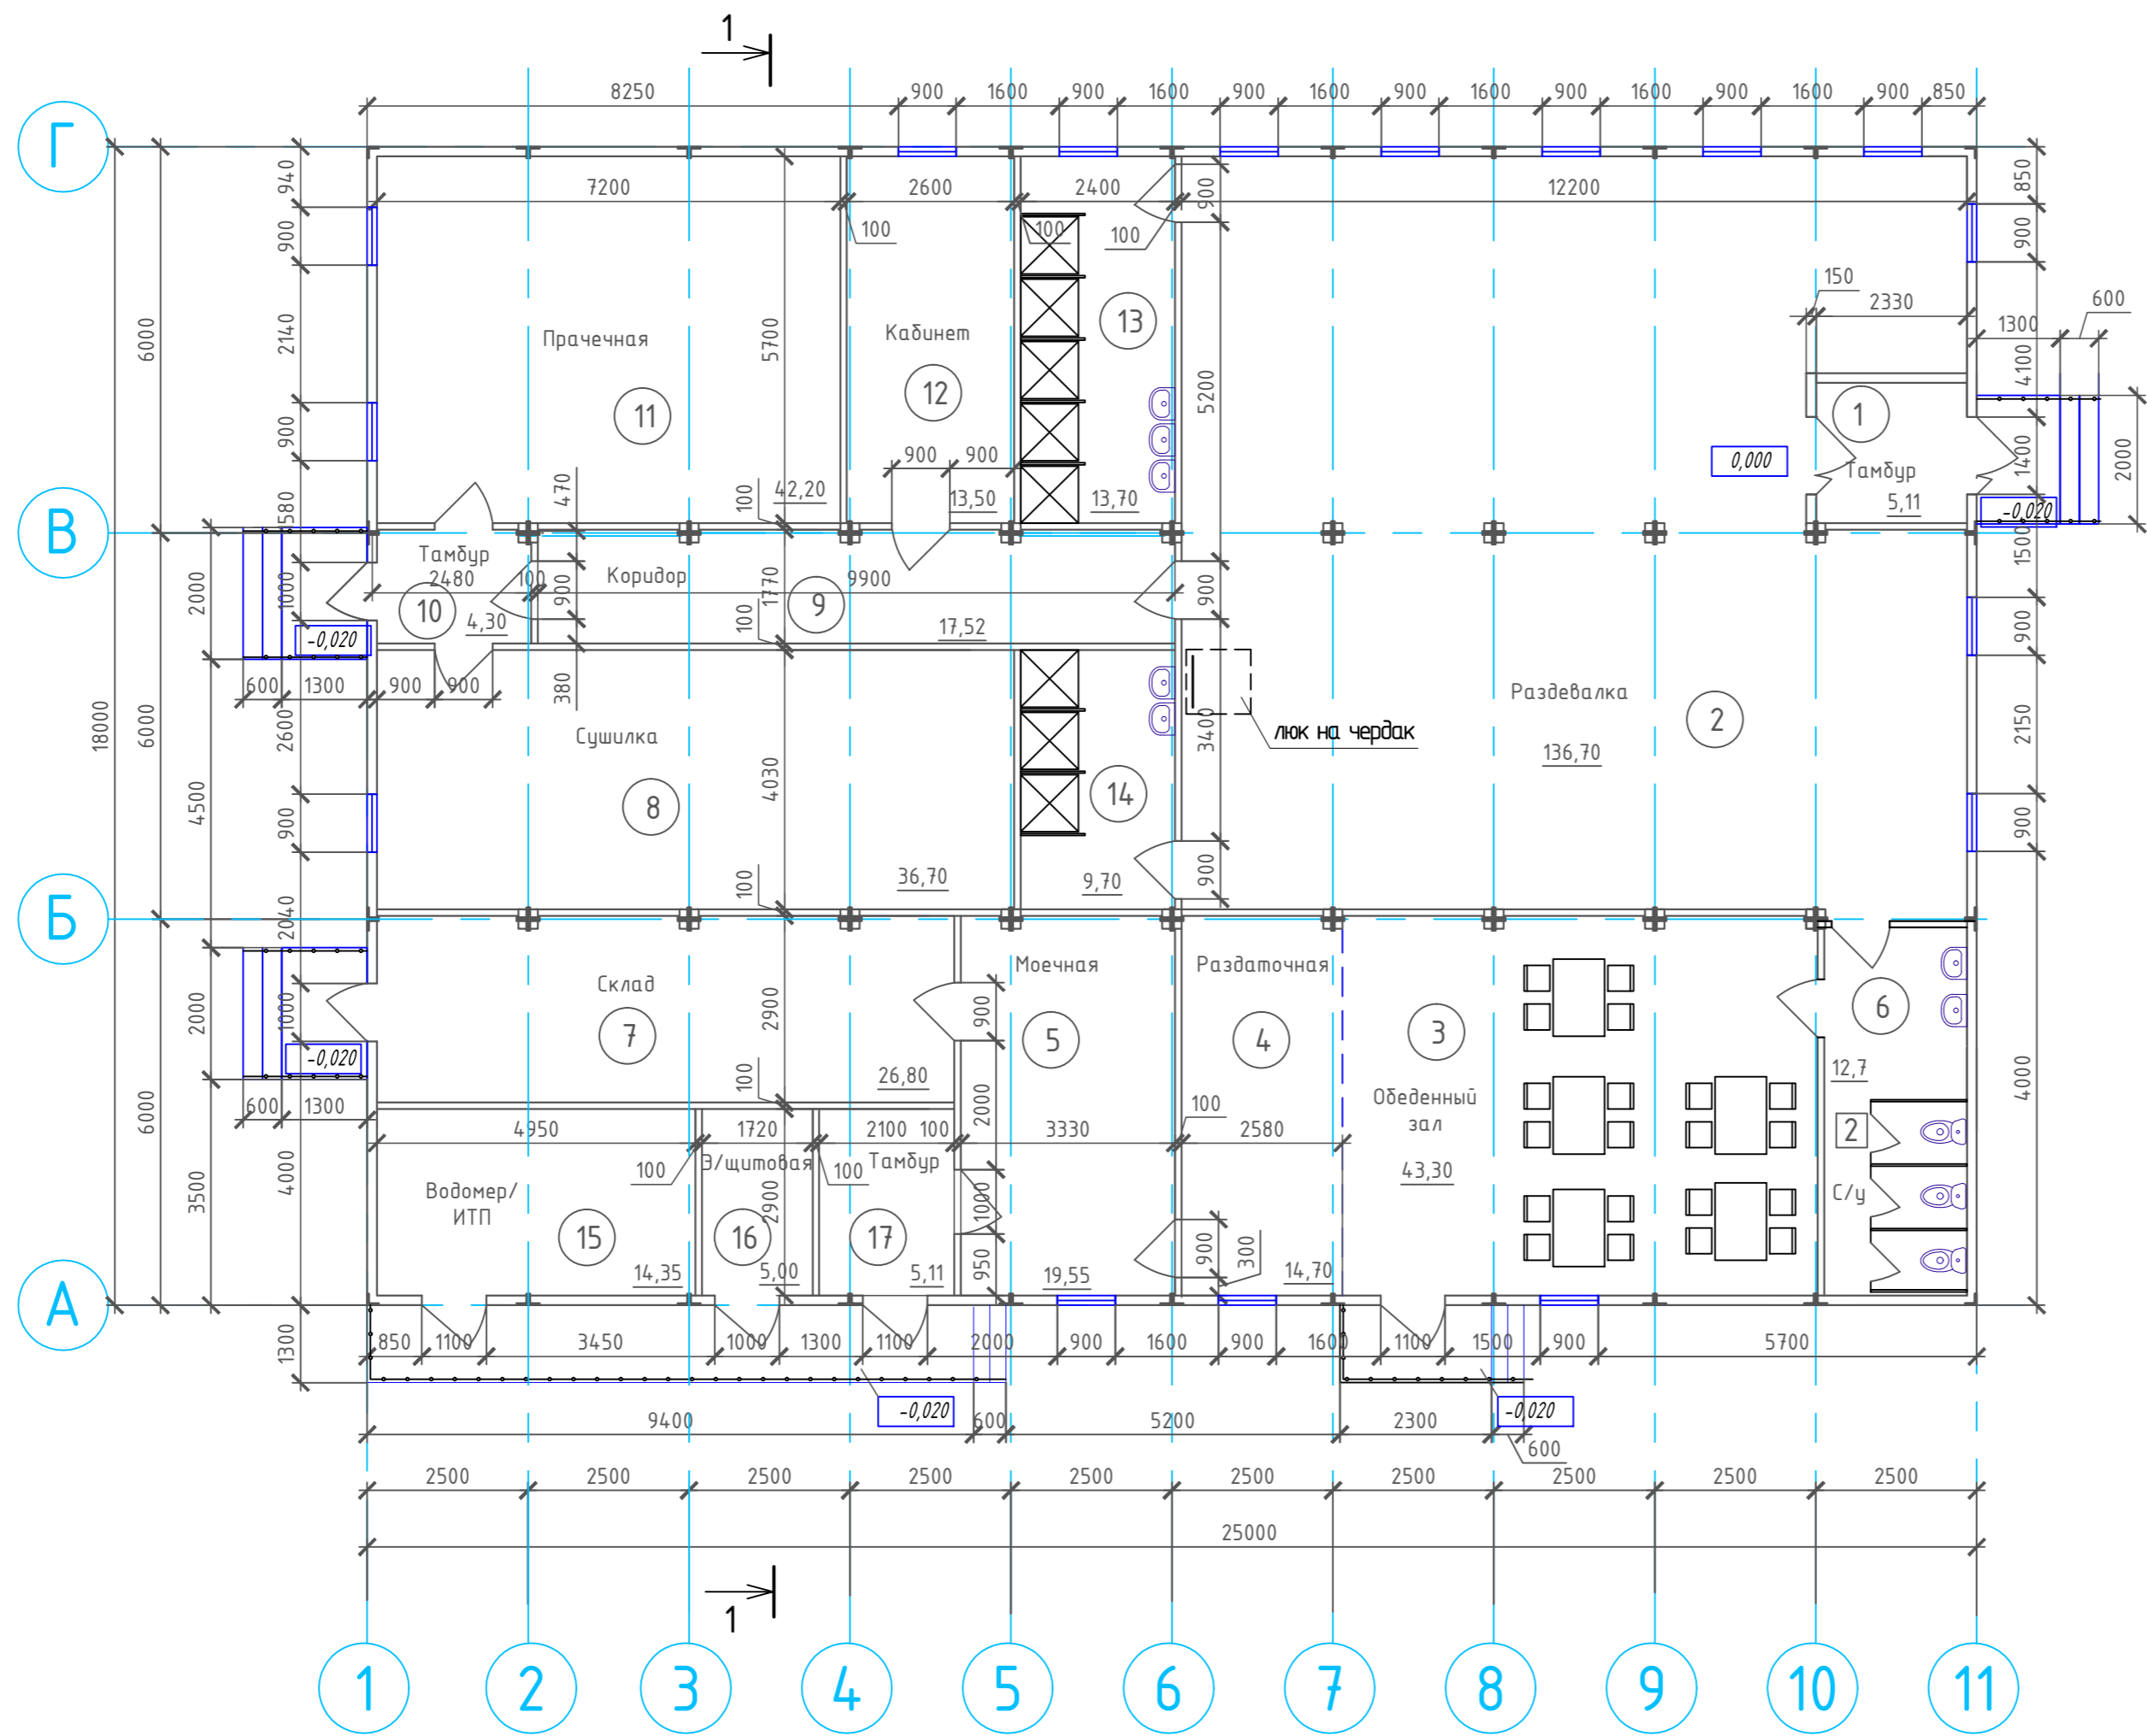 1
8250 900 1600 900 1600 900 1600 900 1600 900 1600 900 1600 900 850
Г
940 7200 2600 2400 900 12200 850
100 100 100
900 900
150
2330 600
1300
6000 2140 Прачечная 5700 Кабинет 13 4100
12 5200
11 1
900 900 900 0,000 Тамбур 1400 2000
580 470 100 42,20 13,50 13,70 5,11 -0,020
В
1500
Тамбур Коридор
2480 100 900 1770 9900 900
2000 1000 10 9 900
4,30 100 17,52
-0,020
600 1300 900 900 380
18000 6000 2600 Раздевалка 2
Сушилка 3400 люк на чердак 2150
136,70
4500 8 4030 14
900 900
100 36,70 9,70 900
Б
2040
Склад Моечная Раздаточная
2000 1000 7 2900 900 5 4 3 6
-0,020
26,80 12,7
600 1300 100 2000 100 Обеденный зал 4000
6000 4950 1720 2100 100 3330 2580 2
100 Э/щитовая 100 Тамбур 43,30
3500 4000 Водомер/
ИТП 2900 1000 С/у
15 16 17
900 300
14,35 5,00 5,11 950 19,55 14,70
А
1300 850 1100 3450 1000 1300 1100 2000 900 1600 900 1600 1100 1500 900 5700
-0,020 -0,020
9400 600 5200 2300
600
2500 2500 2500 2500 2500 2500 2500 2500 2500 2500
25000
1
1 2 3 4 5 6 7 8 9 10 11